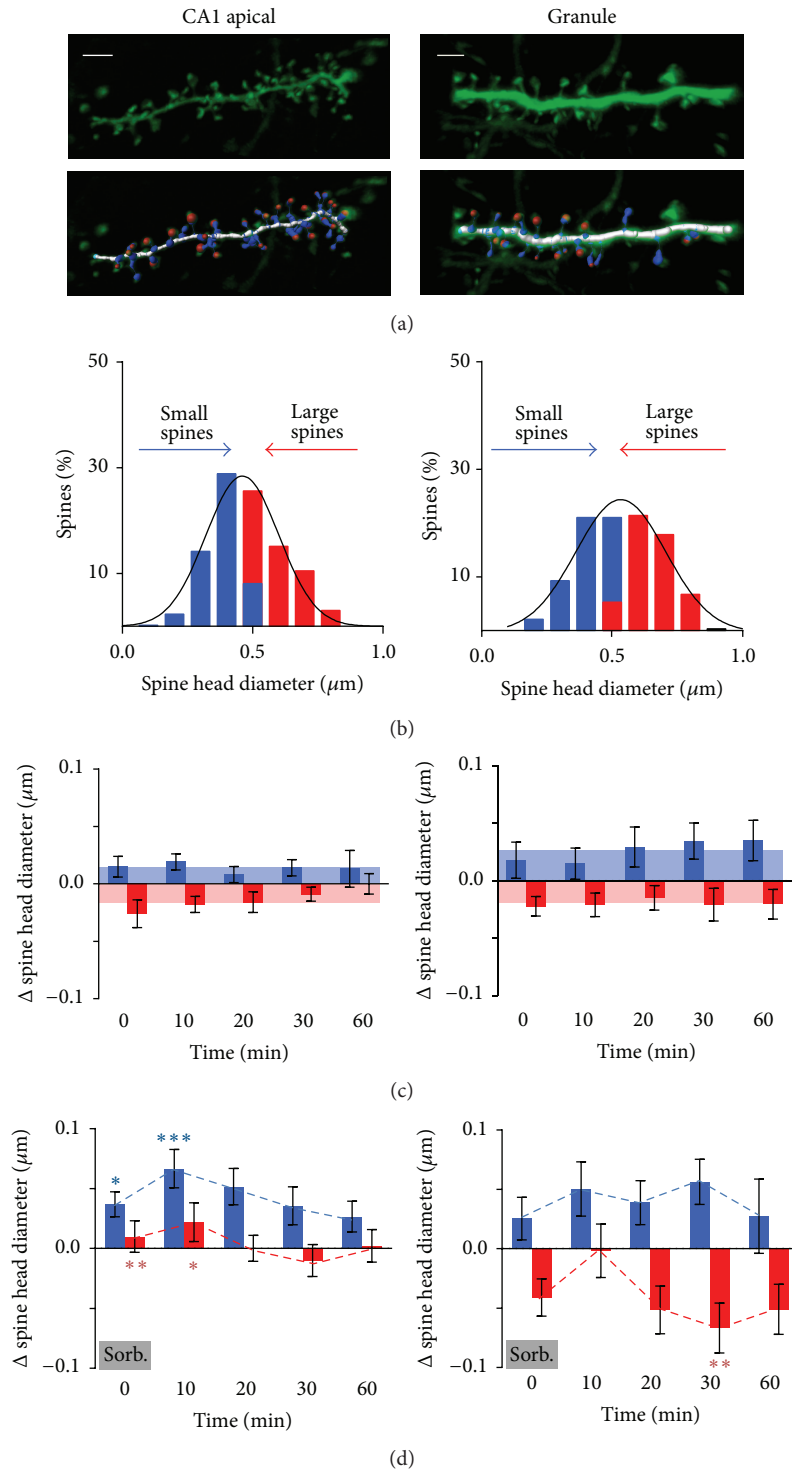 CA1 apical
Granule
(a)
50
30
10
Spines (%)
Small spines
Large spines
0.0
0.5
1.0
Spine head diameter (μm)
50
30
10
Small spines
Large spines
0.0
0.5
1.0
Spine head diameter (μm)
(b)
0.1
0.0
−0.1
Δ spine head diameter (μm)
0
10
20
30
60
Time (min)
0.1
0.0
−0.1
Δ spine head diameter (μm)
0
10
20
30
60
Time (min)
(c)
0.1
0.0
−0.1
Δ spine head diameter (μm)
*
***
**
*
Sorb.
0
10
20
30
60
Time (min)
0.1
0.0
−0.1
Δ spine head diameter (μm)
**
Sorb.
0
10
20
30
60
Time (min)
(d)